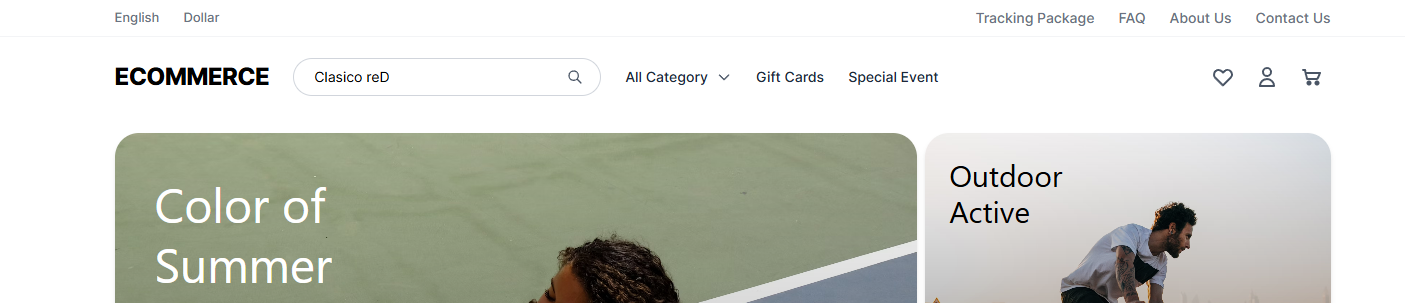 English Dollar Tracking Package FAQ About Us Contact Us
ECOMMERCE Clasico reD All Category Gift Cards Special Event
Color of
Summer
Outdoor
Active